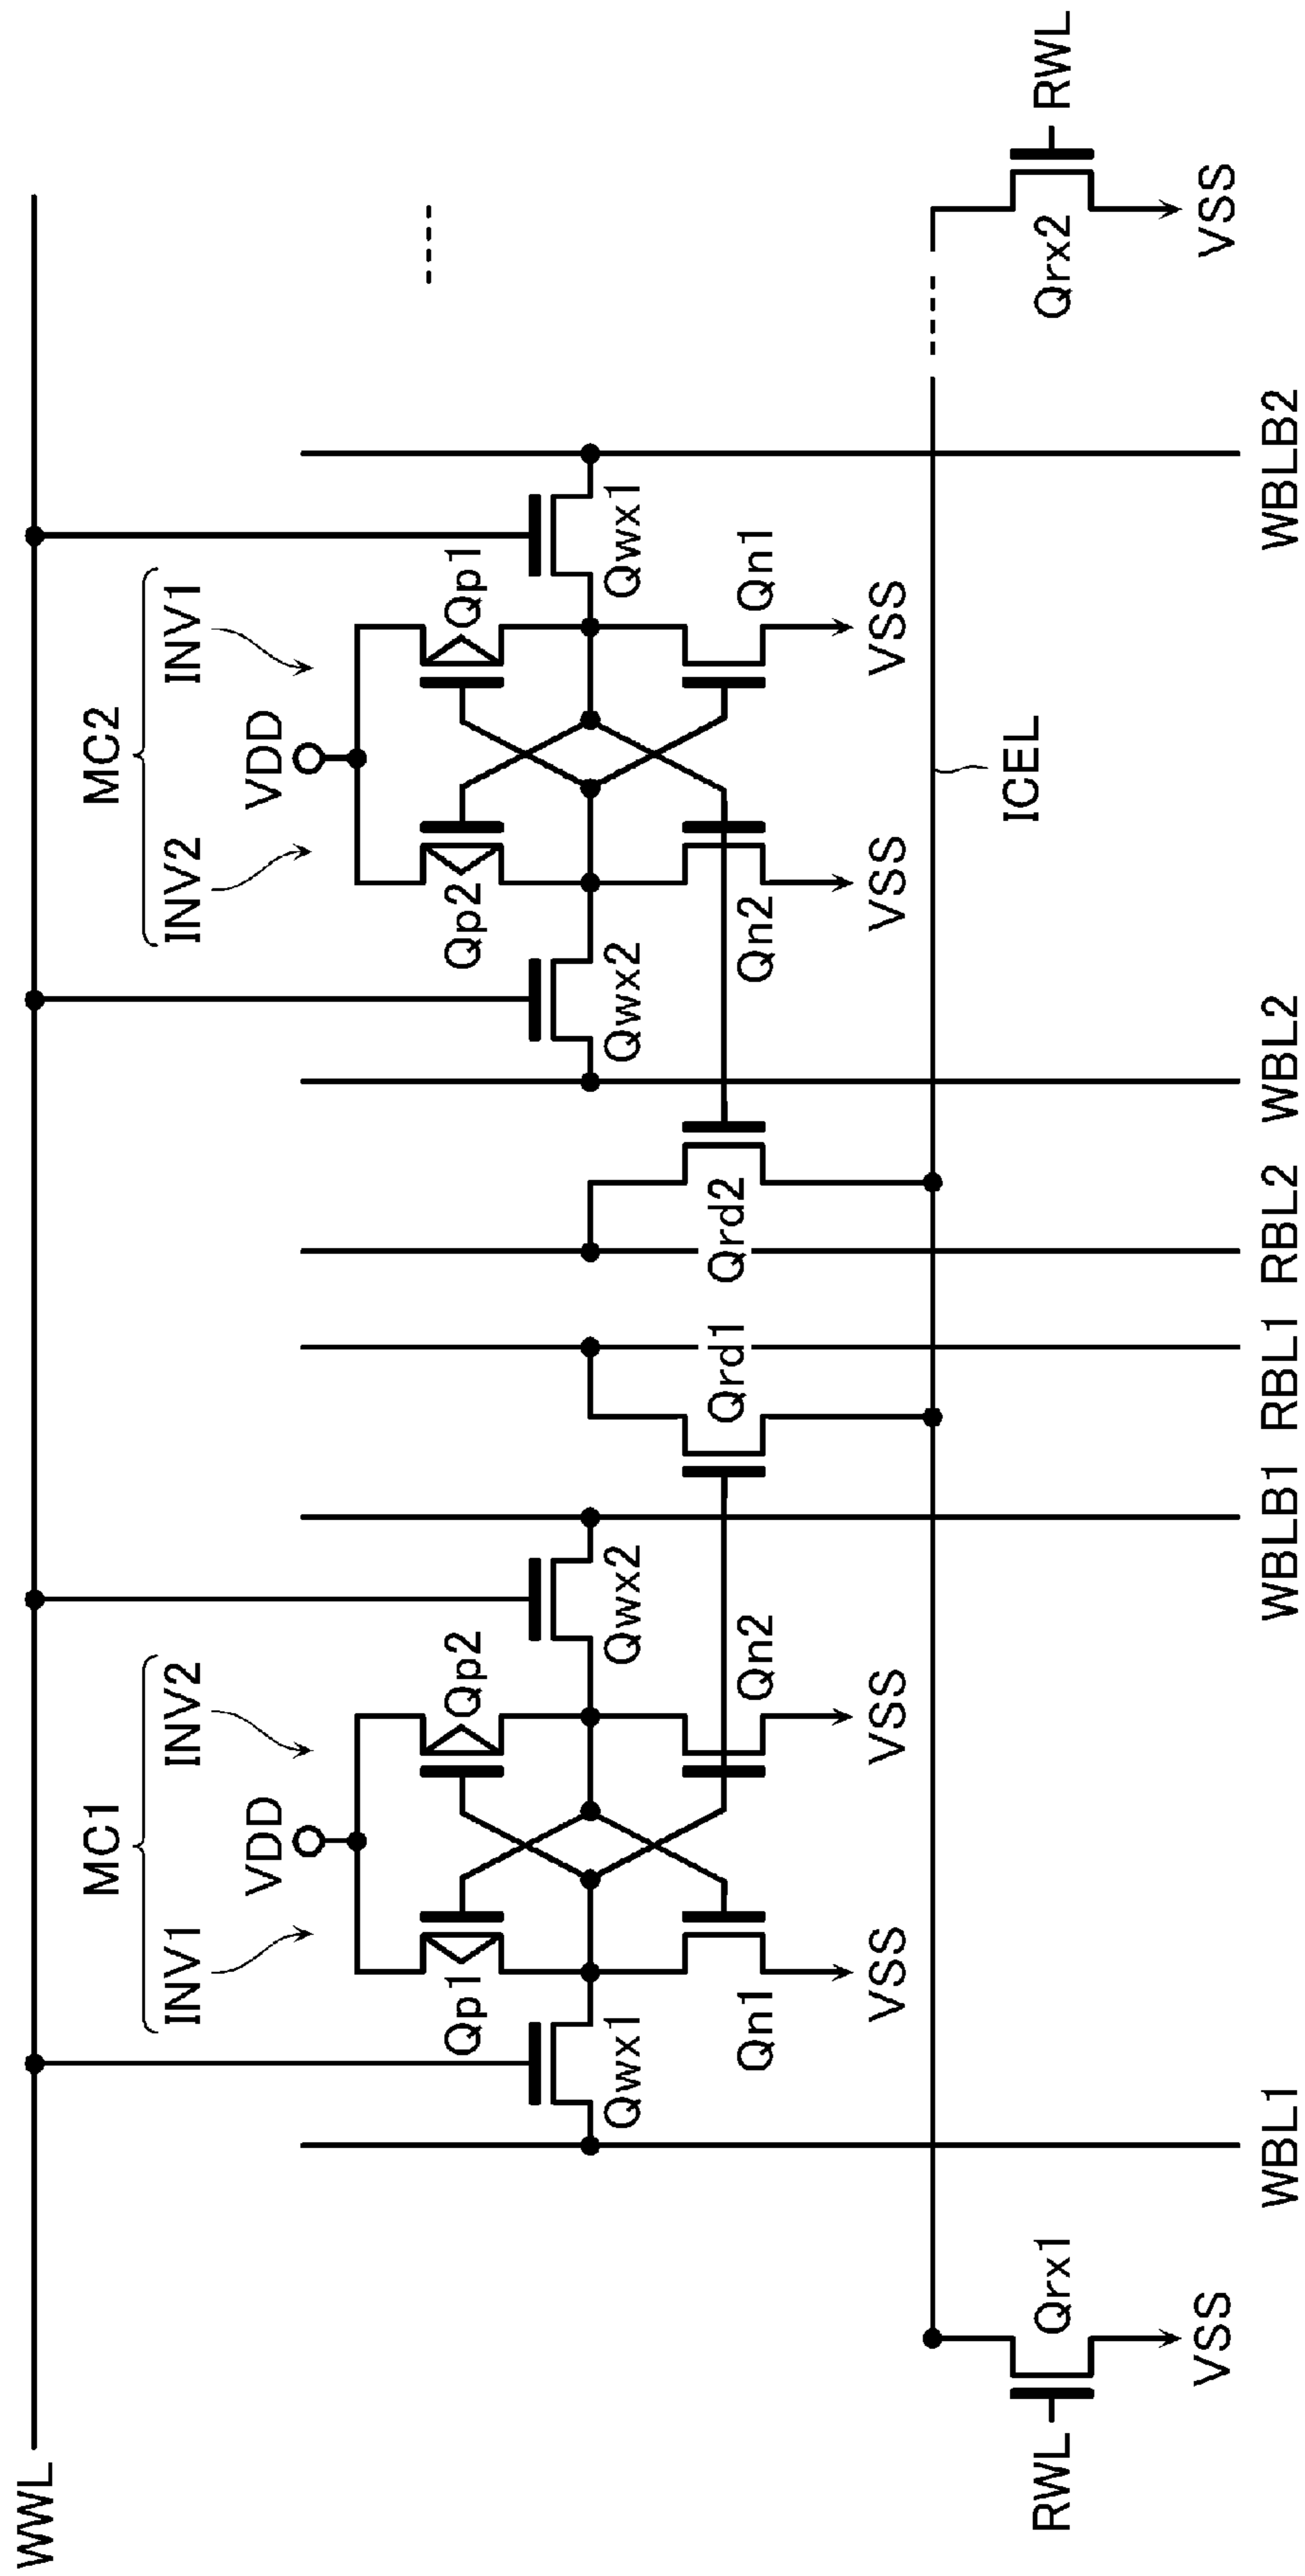 WWL
MC1
MC2
INV1
INV2
INV2
INV1
VDD
VDD
Qp1
Qp2
Qp2
Qp1
Qwx1
Qwx2
Qwx2
Qwx1
Qn1
Qn2
Qrd1
Qrd2
Qn2
Qn1
VSS
VSS
VSS
VSS
ICEL
RWL
Qrx1
Qrx2
RWL
VSS
VSS
WBL1
WBLB1
RBL1
RBL2
WBL2
WBLB2